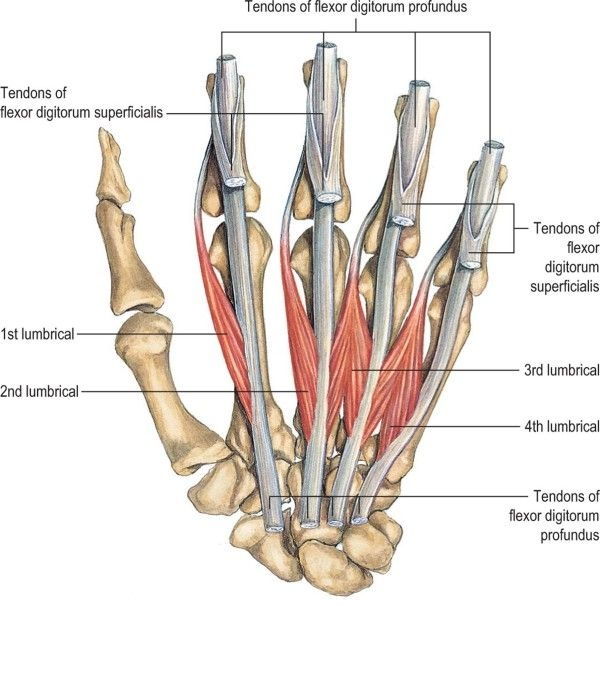 Tendons of flexor digitorum profundus
Tendons of
flexor digitorum superficialis
Tendons of
flexor
digitorum
superficialis
1st lumbrical
3rd lumbrical
2nd lumbrical
4th lumbrical
Tendons of
flexor digitorum
profundus